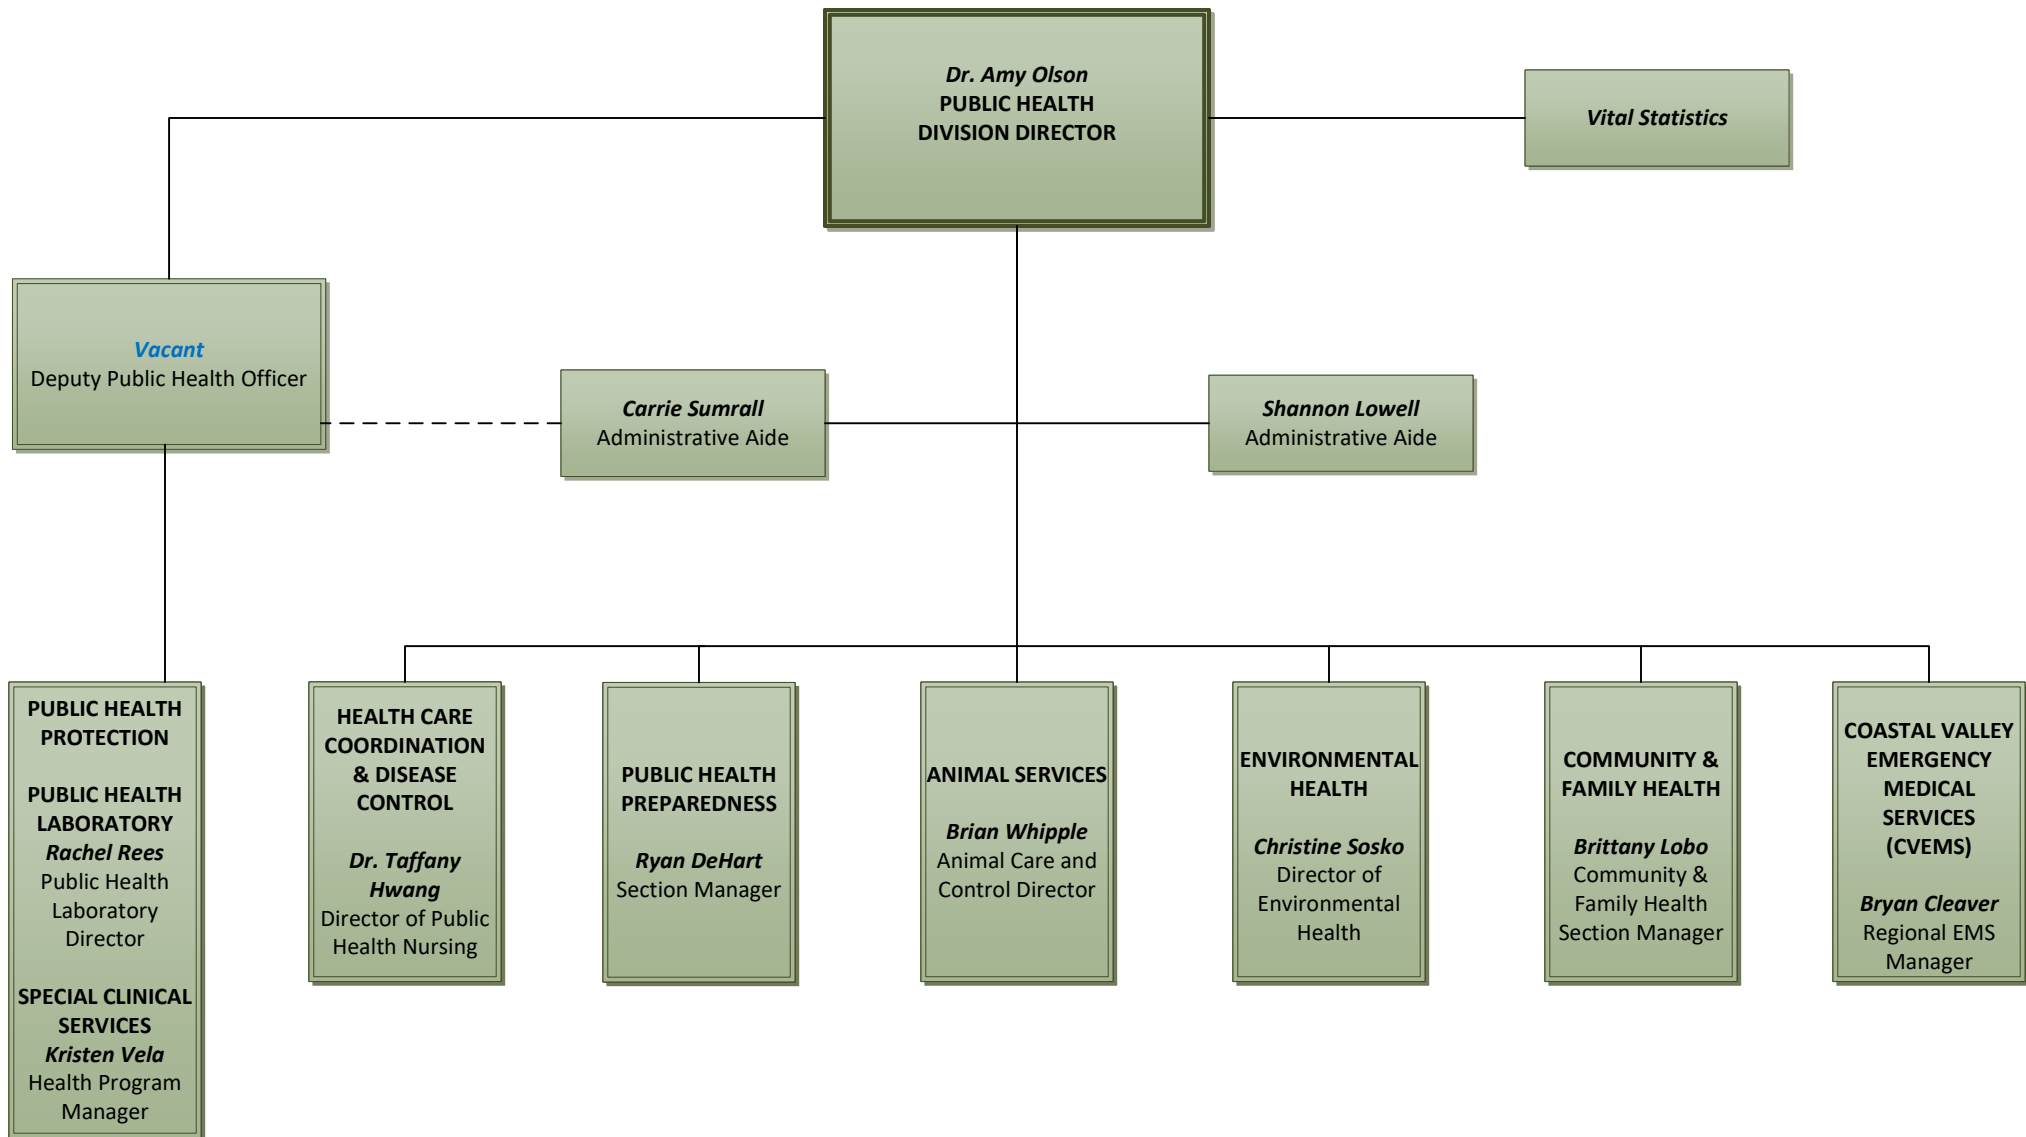 Dr. Amy Olson
PUBLIC HEALTH
DIVISION DIRECTOR
Vital Statistics
Vacant
Deputy Public Health Officer
Carrie Sumrall
Administrative Aide
Shannon Lowell
Administrative Aide
PUBLIC HEALTH
PROTECTION
PUBLIC HEALTH
LABORATORY
Rachel Rees
Public Health
Laboratory
Director
SPECIAL CLINICAL
SERVICES
Kristen Vela
Health Program
Manager
HEALTH CARE
COORDINATION
& DISEASE
CONTROL
Dr. Taffany
Hwang
Director of Public
Health Nursing
PUBLIC HEALTH
PREPAREDNESS
Ryan DeHart
Section Manager
ANIMAL SERVICES
Brian Whipple
Animal Care and
Control Director
ENVIRONMENTAL
HEALTH
Christine Sosko
Director of
Environmental
Health
COMMUNITY &
FAMILY HEALTH
Brittany Lobo
Community &
Family Health
Section Manager
COASTAL VALLEY
EMERGENCY
MEDICAL
SERVICES
(CVEMS)
Bryan Cleaver
Regional EMS
Manager